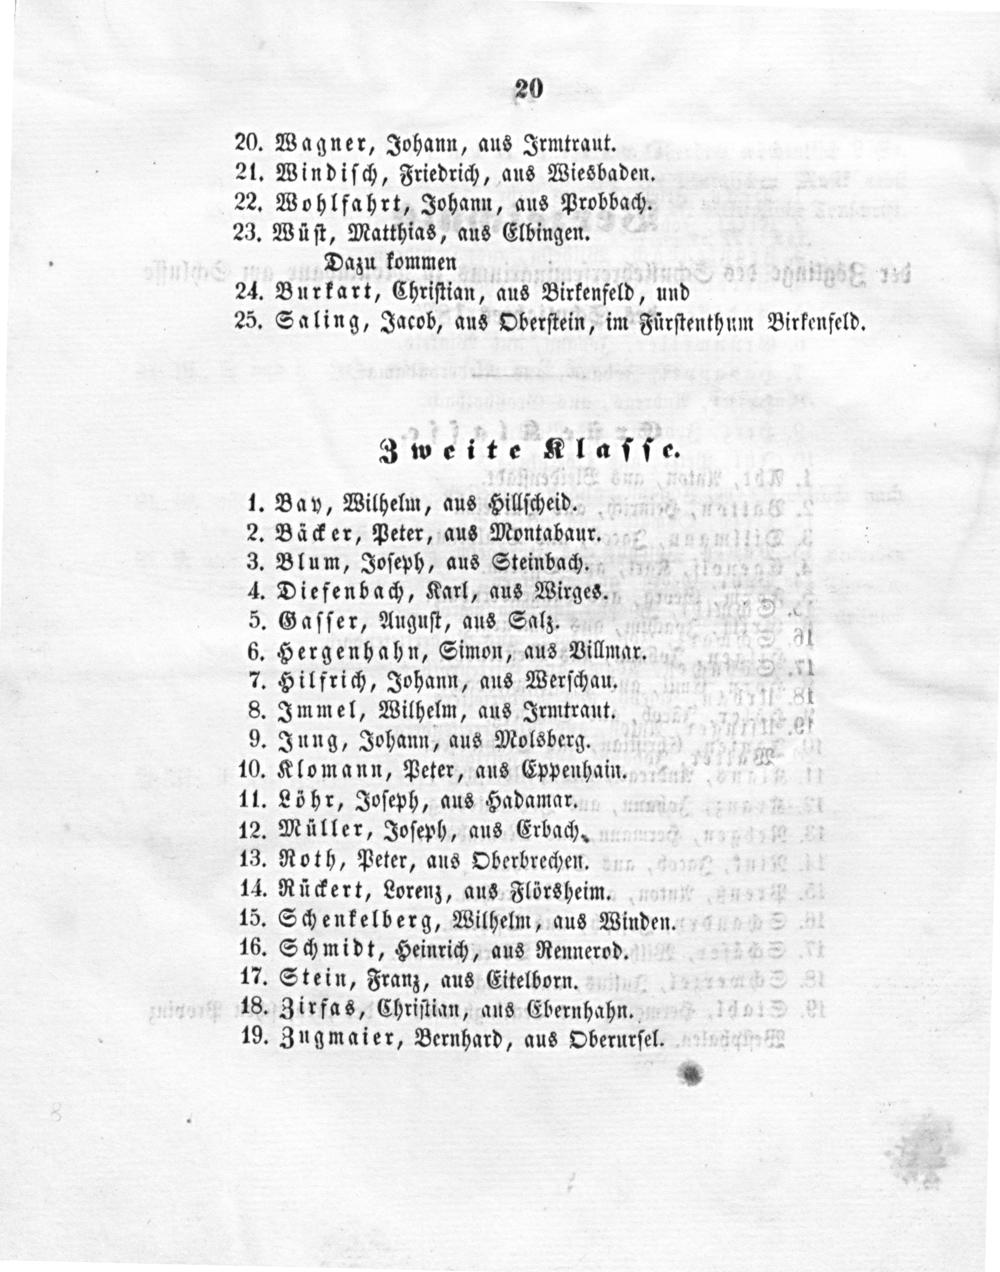 20
20. Wagner, Johann, aus Irmtraut.
21. Windisch, Friedrich, aus Wiesbaden.
22. Wohlfahrt, Johann, aus Probbach.
23. Wüst, Matthias, aus Elbingen.
Dazu kommen
24. Burkart, Christian, aus Birkenfeld, und
25. Saling, Jacob, aus Oberstein, im Fürstenthum Birkenfeld.
Zweite Klasse.
1. Bay, Wilhelm, aus Hillscheid.
2. Bäcker, Peter, aus Montabaur.
3. Blum, Joseph, aus Steinbach.
4. Diefenbach, Karl, aus Wirges.
5. Gasser, August, aus Salz.
6. Hergenhahn, Simon, aus Villmar.
7. Hilfrich, Johann, aus Werschau.
8. Immel, Wilhelm, aus Irmtraut.
9. Jung, Johann, aus Molsberg.
10. Klomann, Peter, aus Eppenhain.
11. Löhr, Joseph, aus Hadamar.
12. Müller, Joseph, aus Erbach.
13. Roth, Peter, aus Oberbrechen.
14. Rückert, Lorenz, aus Flörsheim.
15. Schenkelberg, Wilhelm, aus Winden.
16. Schmidt, Heinrich, aus Rennerod.
17. Stein, Franz, aus Eitelborn.
18. Zirfas, Christian, aus Ebernhahn.
19. Zugmaier, Bernhard, aus Oberursel.